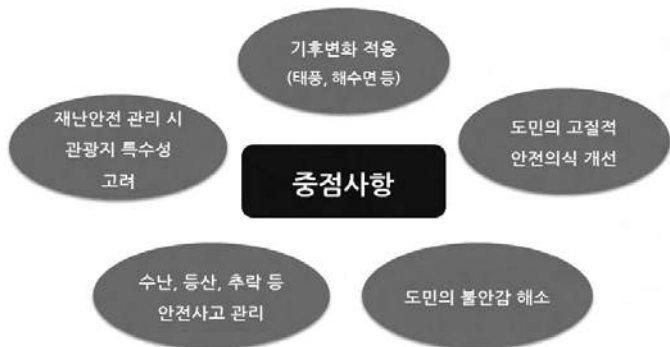 기후변화 적응
(태풍, 해수면 등)
재난안전 관리 시
관광지 특수성
고려
도민의 고질적
안전의식 개선
중점사항
수난, 등산, 추락 등
안전사고 관리
도민의 불안감 해소